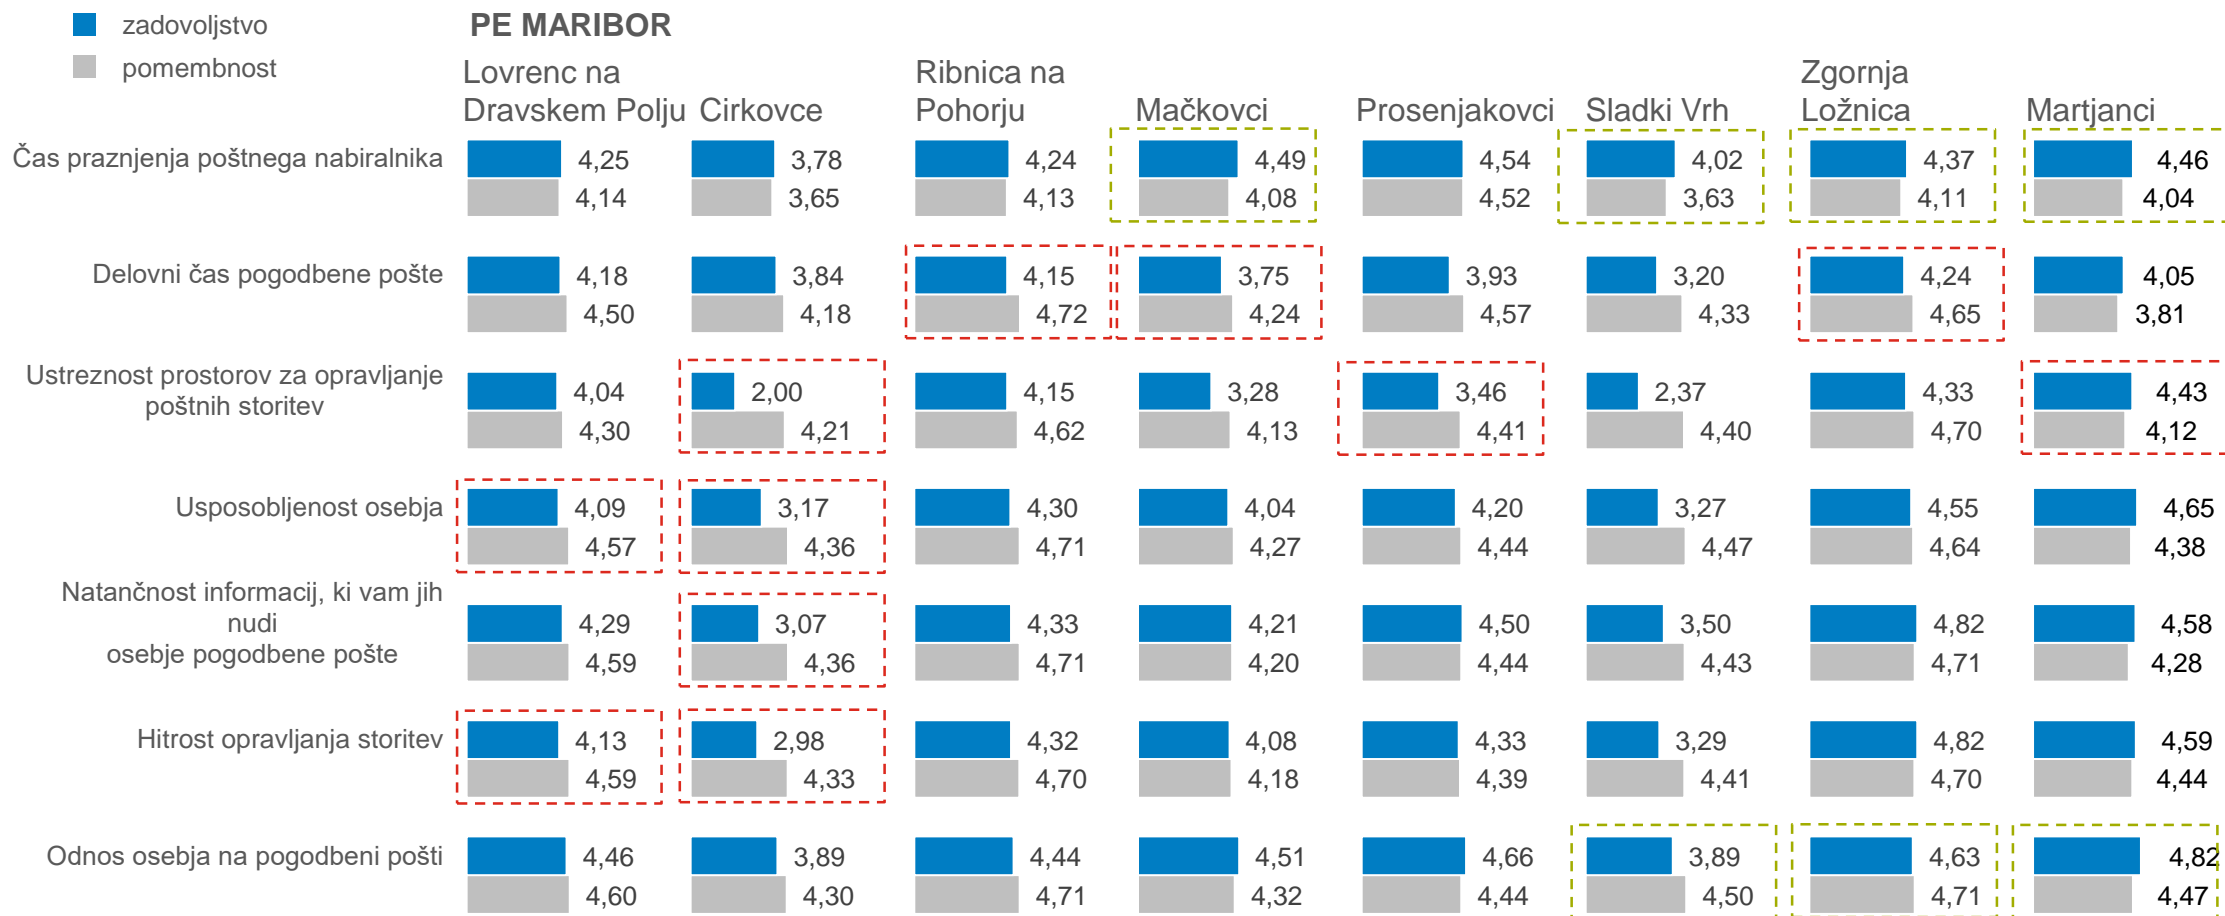 zadovoljstvo
pomembnost
PE MARIBOR
Lovrenc na
Dravskem Polju
Cirkovce
Ribnica na
Pohorju
Mačkovci
Prosenjakovci
Sladki Vrh
Zgornja
Ložnica
Martjanci
Čas praznjenja poštnega nabiralnika
4,25 3,78 4,24 4,49 4,54 4,02 4,37 4,46
4,14 3,65 4,13 4,08 4,52 3,63 4,11 4,04
Delovni čas pogodbene pošte
4,18 3,84 4,15 3,75 3,93 3,20 4,24 4,05
4,50 4,18 4,72 4,24 4,57 4,33 4,65 3,81
Ustreznost prostorov za opravljanje
poštnih storitev
4,04 2,00 4,15 3,28 3,46 2,37 4,33 4,43
4,30 4,21 4,62 4,13 4,41 4,40 4,70 4,12
Usposobljenost osebja
4,09 3,17 4,30 4,04 4,20 3,27 4,55 4,65
4,57 4,36 4,71 4,27 4,44 4,47 4,64 4,38
Natančnost informacij, ki vam jih
nudi
osebje pogodbene pošte
4,29 3,07 4,33 4,21 4,50 3,50 4,82 4,58
4,59 4,36 4,71 4,20 4,44 4,43 4,71 4,28
Hitrost opravljanja storitev
4,13 2,98 4,32 4,08 4,33 3,29 4,82 4,59
4,59 4,33 4,70 4,18 4,39 4,41 4,70 4,44
Odnos osebja na pogodbeni pošti
4,46 3,89 4,44 4,51 4,66 3,89 4,63 4,82
4,60 4,30 4,71 4,32 4,44 4,50 4,71 4,47